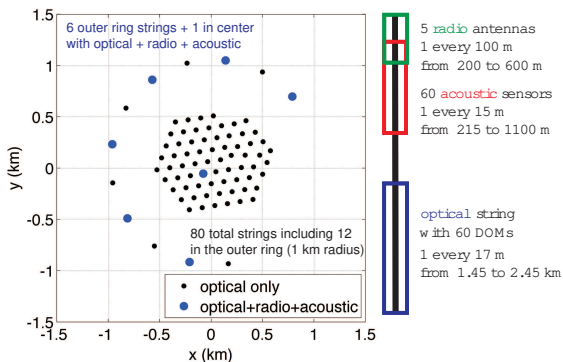 6 outer ring strings + 1 in center
with optical + radio + acoustic
1.5
1
0.5
0
-0.5
-1
-1.5
y (km)
80 total strings including 12
in the outer ring (1 km radius)
optical only
optical+radio+acoustic
-1.5
-1
-0.5
0
0.5
1
1.5
x (km)
5 radio antennas
1 every 100 m
from 200 to 600 m
60 acoustic sensors
1 every 15 m
from 215 to 1100 m
optical string
with 60 DOMs
1 every 17 m
from 1.45 to 2.45 km